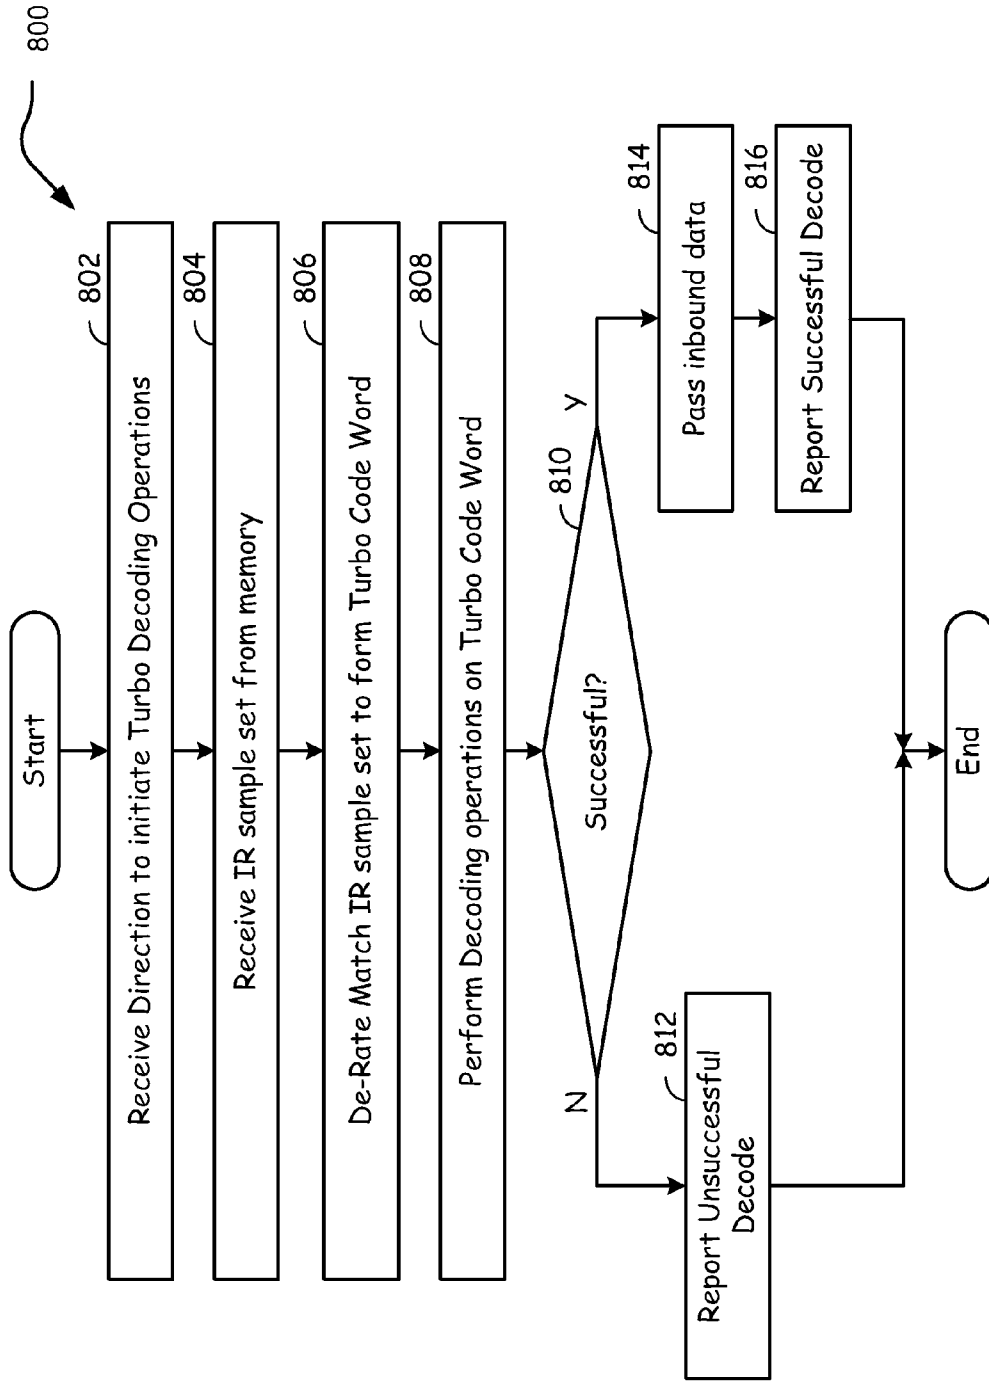 800
Start
802
Receive Direction to initiate Turbo Decoding Operations
804
Receive IR sample set from memory
806
De-Rate Match IR sample set to form Turbo Code Word
808
Perform Decoding operations on Turbo Code Word
810
Successful?
N
Y
812
Report Unsuccessful
Decode
814
Pass inbound data
816
Report Successful Decode
End